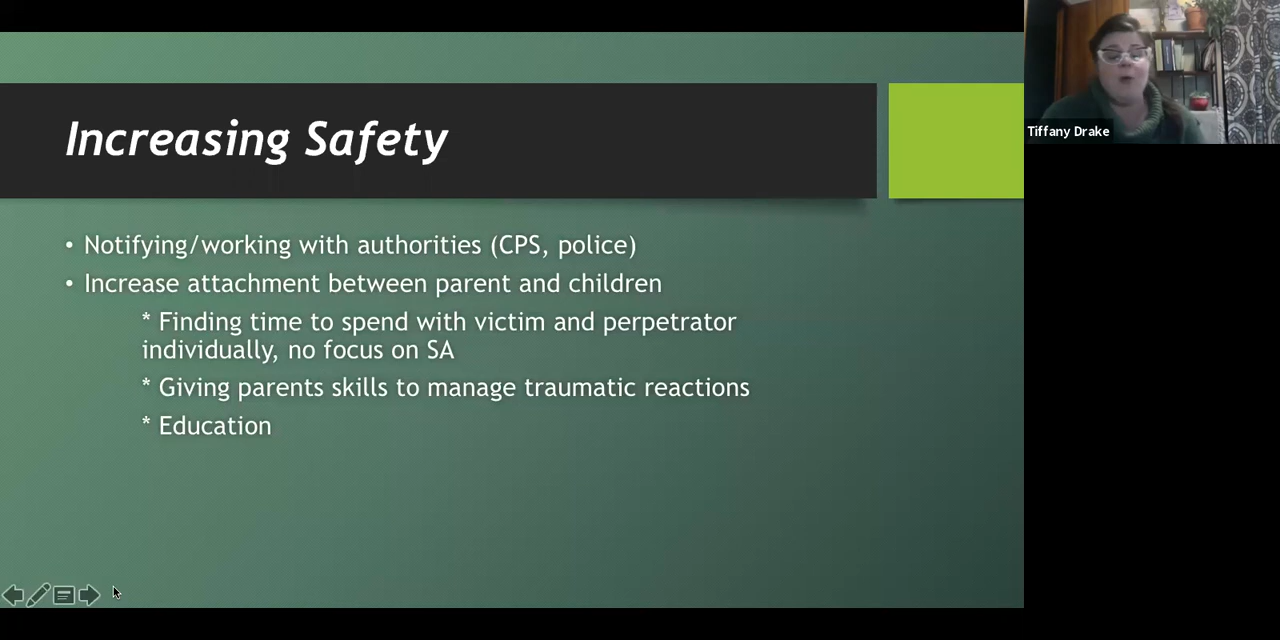 Increasing Safety
• Notifying/working with authorities (CPS, police)
• Increase attachment between parent and children
* Finding time to spend with victim and perpetrator
individually, no focus on SA
* Giving parents skills to manage traumatic reactions
* Education
Tiffany Drake